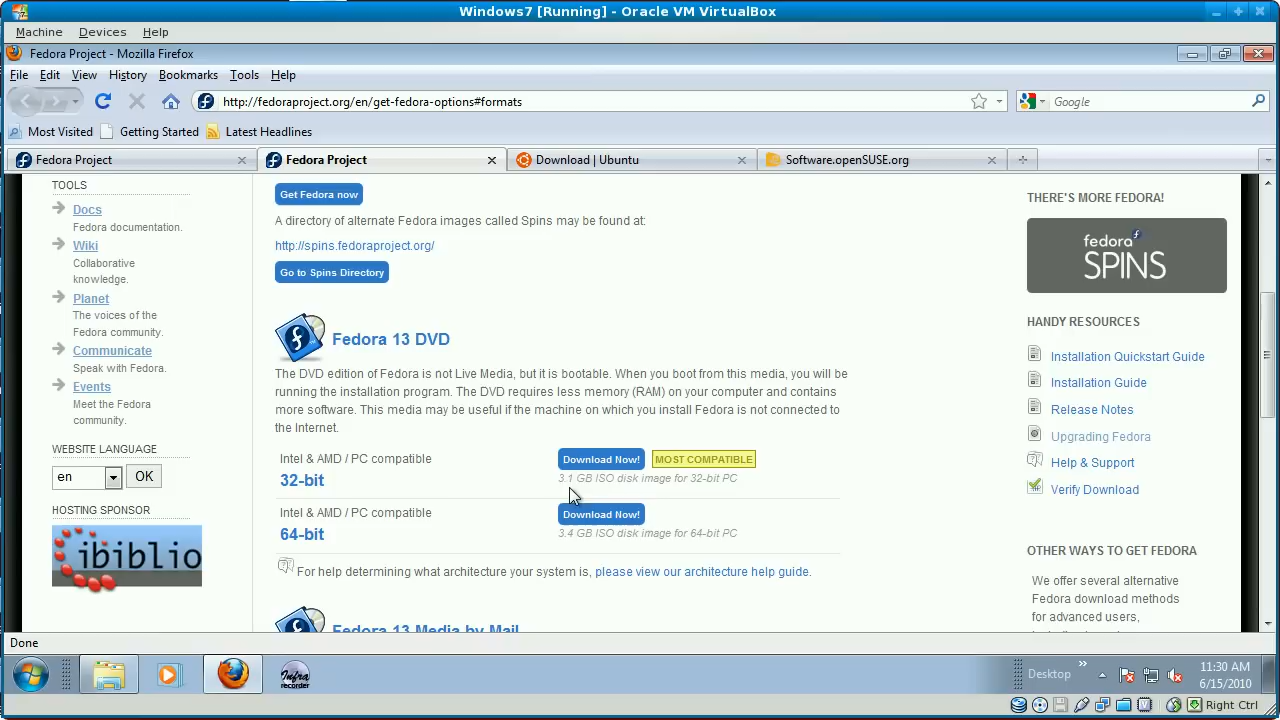 Windows7 [Running] - Oracle VM VirtualBox
Machine Devices Help
Fedora Project - Mozilla Firefox
File Edit View History Bookmarks Tools Help
http://fedoraproject.org/en/get-fedora-options#formats
Google
Most Visited Getting Started Latest Headlines
Fedora Project Fedora Project Download | Ubuntu Software.openSUSE.org
TOOLS
Docs
Fedora documentation.
Wiki
Collaborative
knowledge.
Planet
The voices of the
Fedora community.
Communicate
Speak with Fedora.
Events
Meet the Fedora
community.
WEBSITE LANGUAGE
en OK
HOSTING SPONSOR
ibiblio
Get Fedora now
A directory of alternate Fedora images called Spins may be found at:
http://spins.fedoraproject.org/
Go to Spins Directory
Fedora 13 DVD
The DVD edition of Fedora is not Live Media, but it is bootable. When you boot from this media, you will be
running the installation program. The DVD requires less memory (RAM) on your computer and contains
more software. This media may be useful if the machine on which you install Fedora is not connected to
the Internet.
Intel & AMD / PC compatible
32-bit
Download Now! MOST COMPATIBLE
3.1 GB ISO disk image for 32-bit PC
Intel & AMD / PC compatible
64-bit
Download Now!
3.4 GB ISO disk image for 64-bit PC
For help determining what architecture your system is, please view our architecture help guide.
Fedora 13 Media by Mail
THERE'S MORE FEDORA!
fedora
SPINS
HANDY RESOURCES
Installation Quickstart Guide
Installation Guide
Release Notes
Upgrading Fedora
Help & Support
Verify Download
OTHER WAYS TO GET FEDORA
We offer several alternative
Fedora download methods
for advanced users,
Done
Infra
recorder
Desktop
11:30 AM
6/15/2010
Right Ctrl